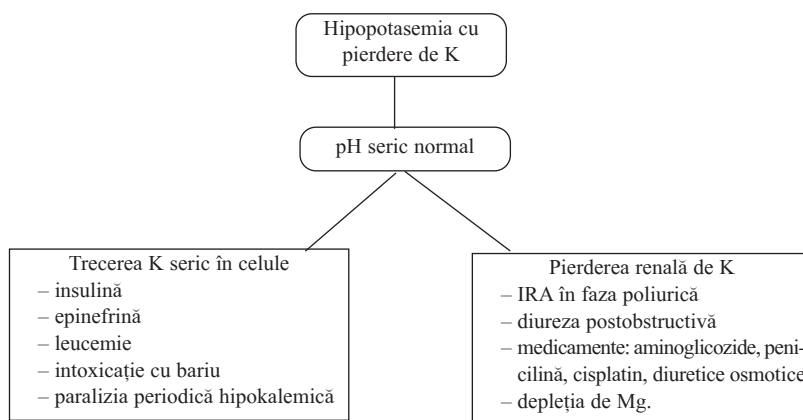 Hipopotasemia cu
pierdere de K
pH seric normal
Trecerea K seric în celule
– insulină
– epinefrină
– leucemie
– intoxicație cu bariu
– paralizia periodică hipokalemică
Pierderea renală de K
– IRA în faza poliurică
– diureza postobstructivă
– medicamente: aminoglicozide, peni-
cilină, cisplatin, diuretice osmotice
– depleția de Mg.